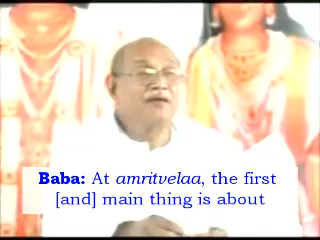 Baba: At amritvelaa, the first
[and] main thing is about